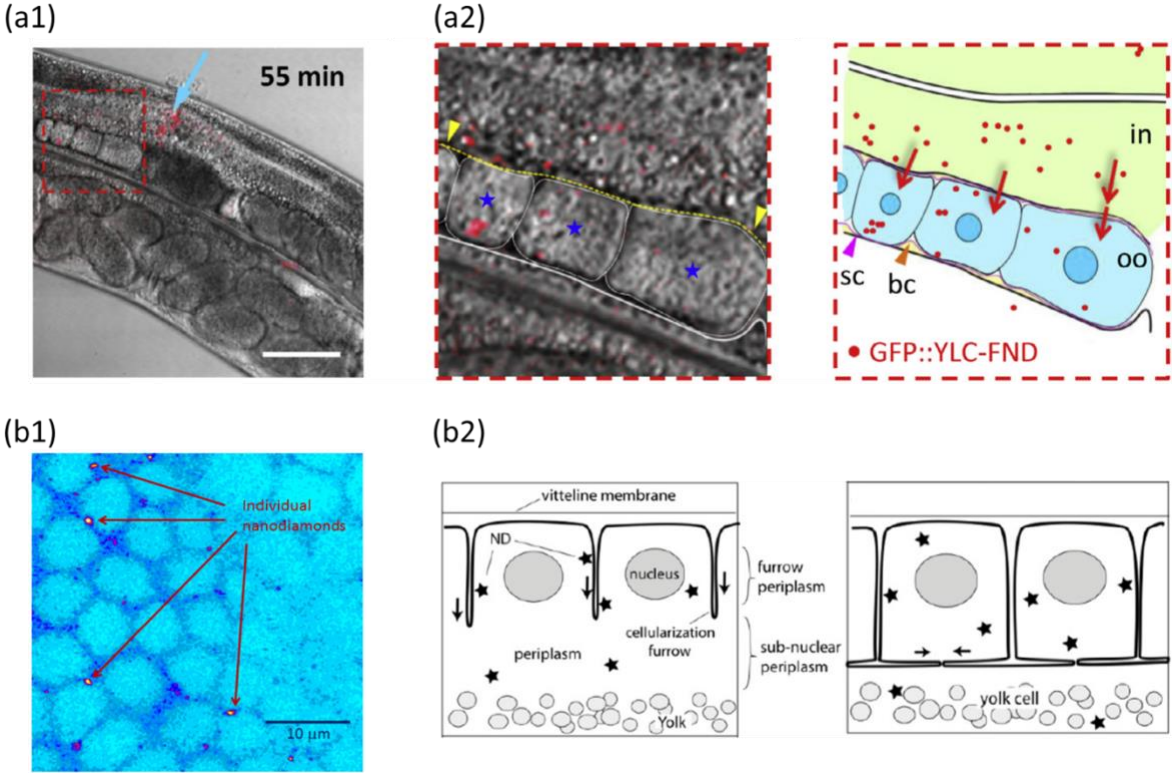 (a1)
(a2)
55 min
in
oo
sc
bc
GFP::YLC-FND
(b1)
(b2)
Individual
nanodiamonds
10 µm
vitteline membrane
ND
nucleus
furrow
periplasm
cellularization
furrow
periplasm
sub-nuclear
periplasm
Yolk
yolk cell